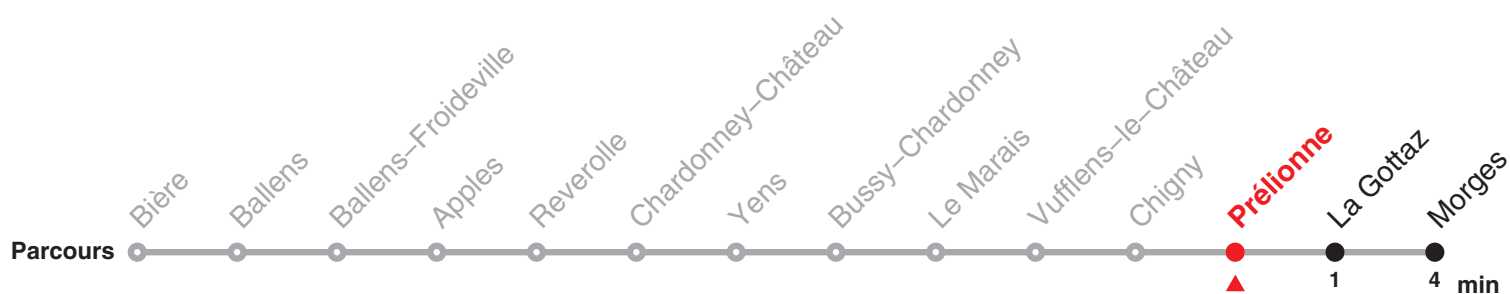 Bière
Ballens
Ballens–Froideville
Apples
Reverolle
Chardonney–Château
Yens
Bussy–Chardonney
Le Marais
Vufflens–le–Château
Chigny
Prélionne
La Gottaz
Morges
Parcours
1
4
min